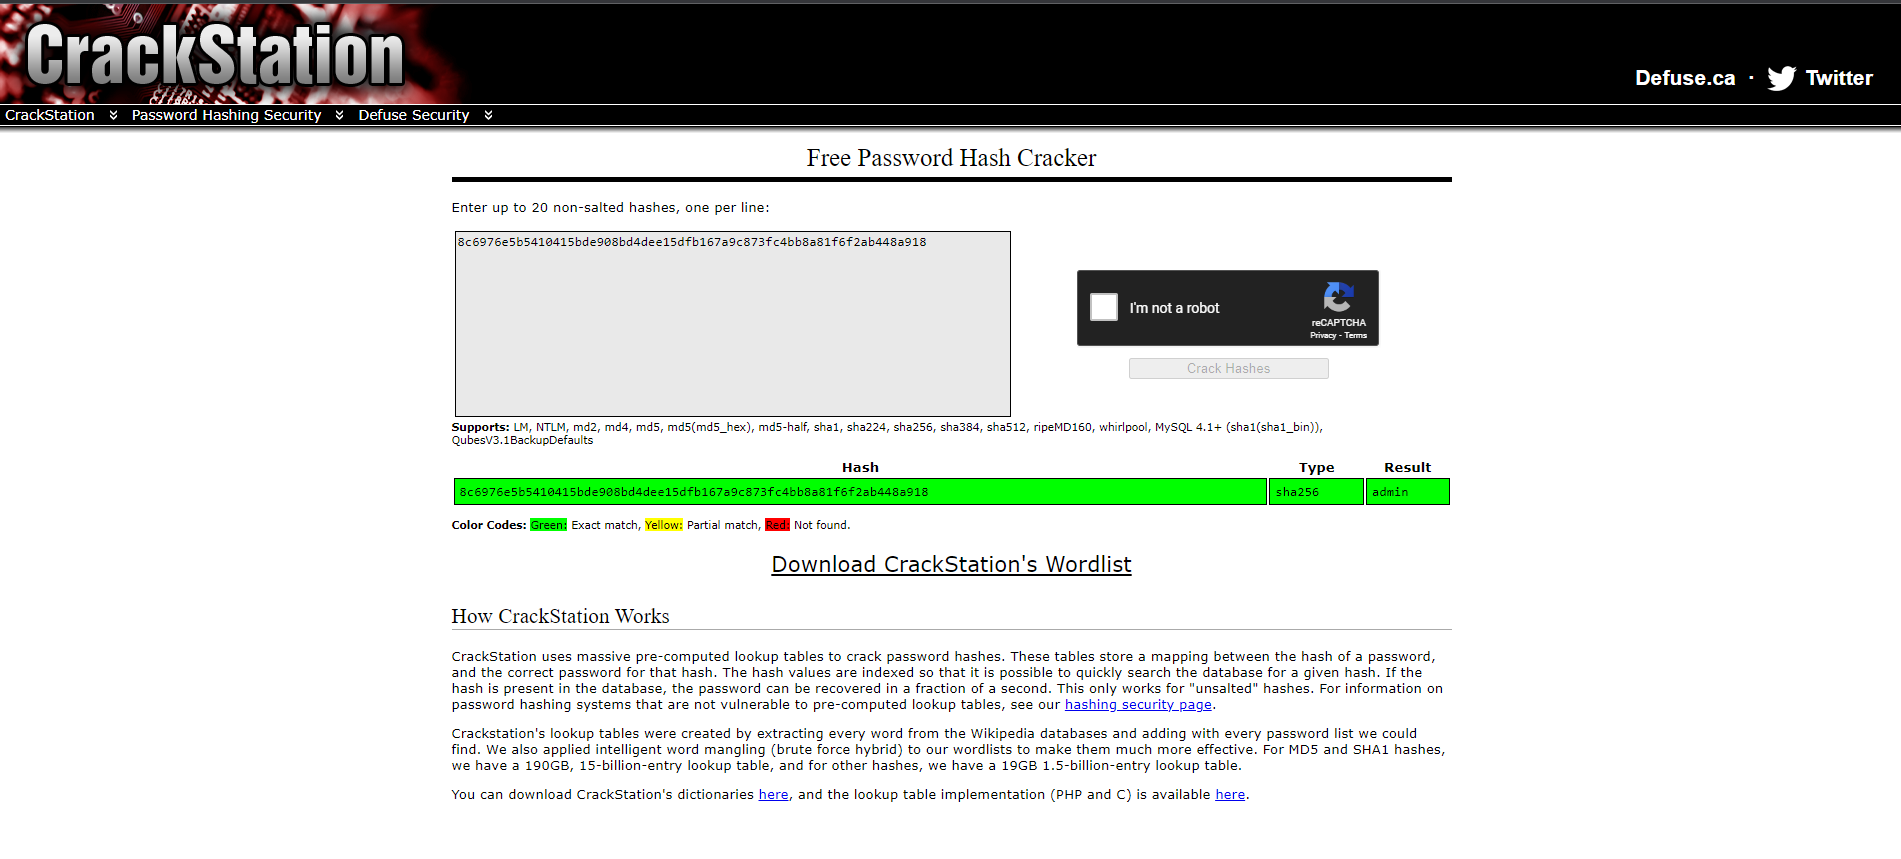 CrackStation
Defuse.ca · Twitter
CrackStation Password Hashing Security Defuse Security
Free Password Hash Cracker
Enter up to 20 non-salted hashes, one per line:
8c6976e5b5410415bde908bd4dee15dfb167a9c873fc4bb8a81f6f2ab448a918
I'm not a robot
reCAPTCHA
Privacy - Terms
Crack Hashes
Supports: LM, NTLM, md2, md4, md5, md5(md5_hex), md5-half, sha1, sha224, sha256, sha384, sha512, ripeMD160, whirlpool, MySQL 4.1+ (sha1(sha1_bin)),
QubesV3.1BackupDefaults
Hash Type Result
8c6976e5b5410415bde908bd4dee15dfb167a9c873fc4bb8a81f6f2ab448a918 sha256 admin
Color Codes: Green: Exact match, Yellow: Partial match, Red: Not found.
Download CrackStation's Wordlist
How CrackStation Works
CrackStation uses massive pre-computed lookup tables to crack password hashes. These tables store a mapping between the hash of a password,
and the correct password for that hash. The hash values are indexed so that it is possible to quickly search the database for a given hash. If the
hash is present in the database, the password can be recovered in a fraction of a second. This only works for "unsalted" hashes. For information on
password hashing systems that are not vulnerable to pre-computed lookup tables, see our hashing security page.
Crackstation's lookup tables were created by extracting every word from the Wikipedia databases and adding with every password list we could
find. We also applied intelligent word mangling (brute force hybrid) to our wordlists to make them much more effective. For MD5 and SHA1 hashes,
we have a 190GB, 15-billion-entry lookup table, and for other hashes, we have a 19GB 1.5-billion-entry lookup table.
You can download CrackStation's dictionaries here, and the lookup table implementation (PHP and C) is available here.